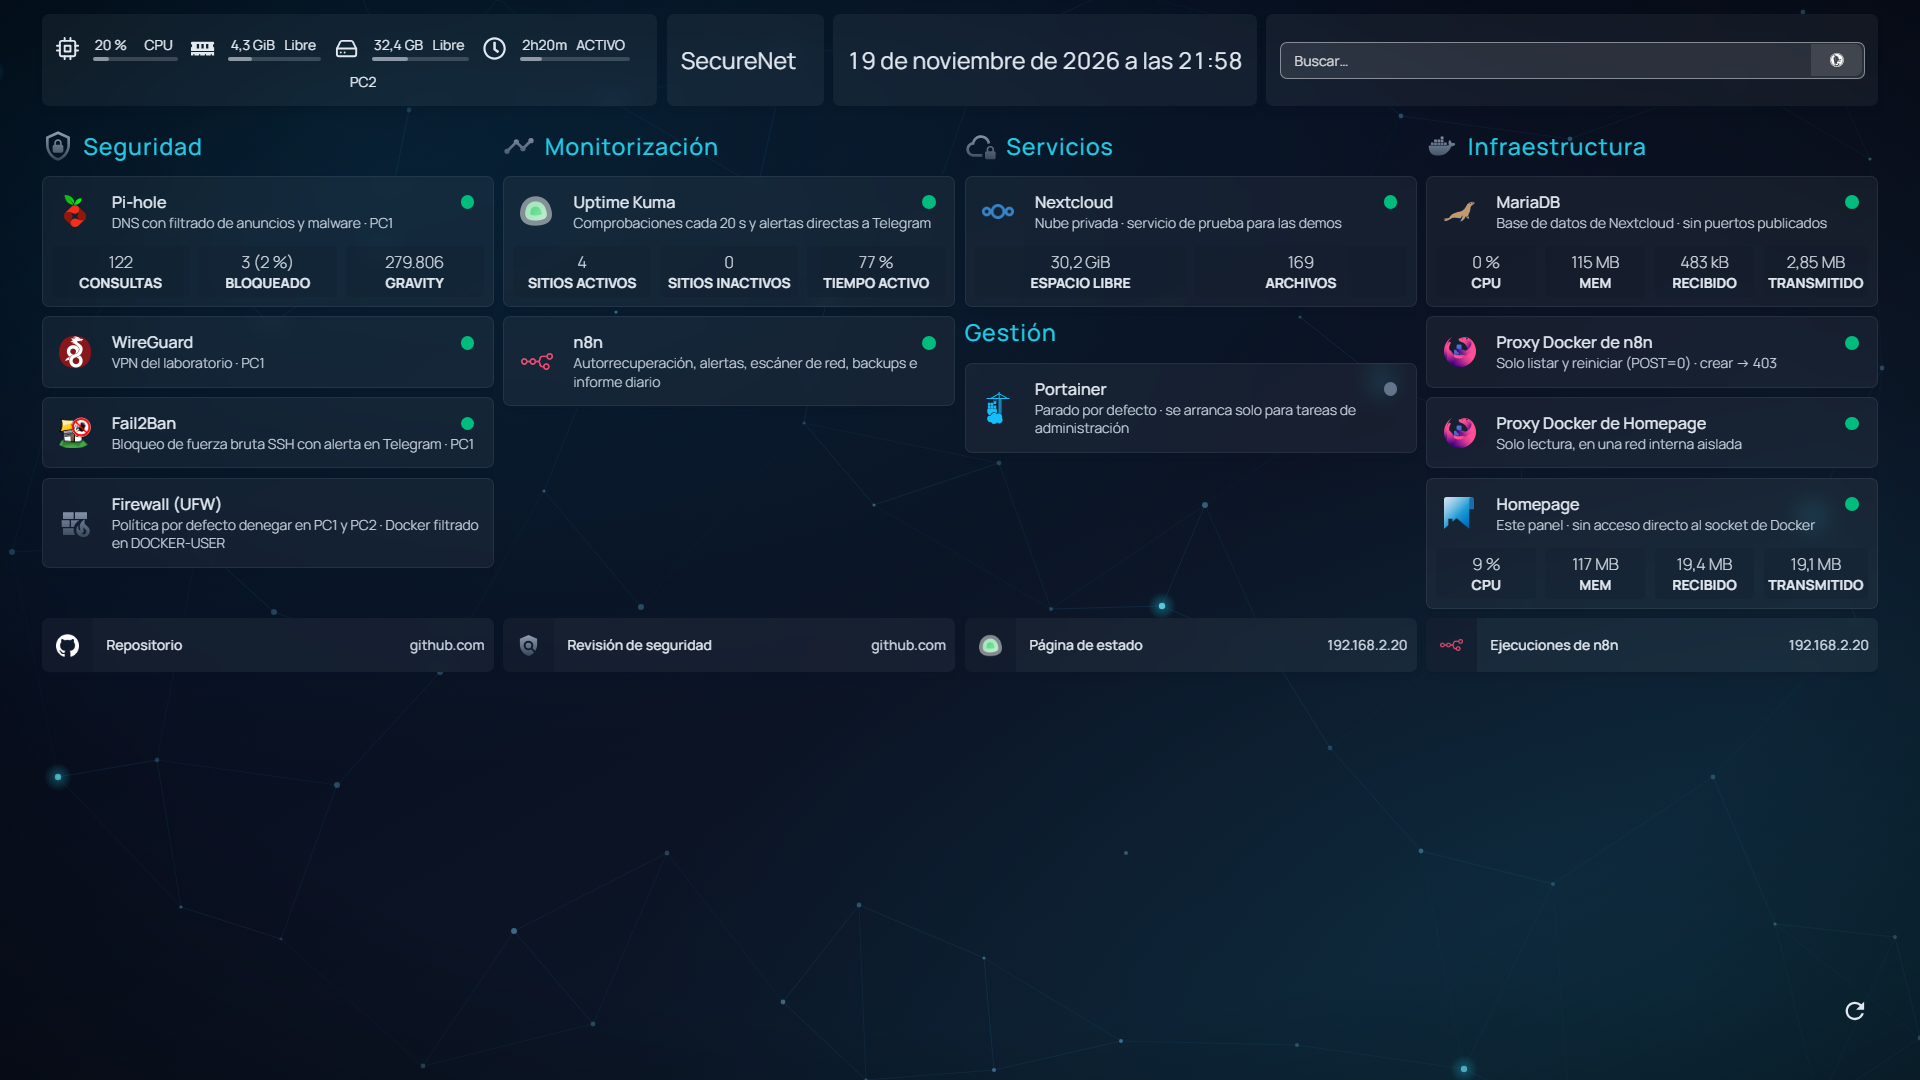 20 % CPU
4,3 GiB Libre
32,4 GB Libre
2h20m ACTIVO
PC2
SecureNet
19 de noviembre de 2026 a las 21:58
Buscar...
Seguridad
Pi-hole
DNS con filtrado de anuncios y malware · PC1
122
CONSULTAS
3 (2 %)
BLOQUEADO
279.806
GRAVITY
WireGuard
VPN del laboratorio · PC1
Fail2Ban
Bloqueo de fuerza bruta SSH con alerta en Telegram · PC1
Firewall (UFW)
Política por defecto denegar en PC1 y PC2 · Docker filtrado
en DOCKER-USER
Monitorización
Uptime Kuma
Comprobaciones cada 20 s y alertas directas a Telegram
4
SITIOS ACTIVOS
0
SITIOS INACTIVOS
77 %
TIEMPO ACTIVO
n8n
Autorrecuperación, alertas, escáner de red, backups e
informe diario
Servicios
Nextcloud
Nube privada · servicio de prueba para las demos
30,2 GiB
ESPACIO LIBRE
169
ARCHIVOS
Gestión
Portainer
Parado por defecto · se arranca solo para tareas de
administración
Infraestructura
MariaDB
Base de datos de Nextcloud · sin puertos publicados
0 %
CPU
115 MB
MEM
483 kB
RECIBIDO
2,85 MB
TRANSMITIDO
Proxy Docker de n8n
Solo listar y reiniciar (POST=0) · crear → 403
Proxy Docker de Homepage
Solo lectura, en una red interna aislada
Homepage
Este panel · sin acceso directo al socket de Docker
9 %
CPU
117 MB
MEM
19,4 MB
RECIBIDO
19,1 MB
TRANSMITIDO
Repositorio github.com
Revisión de seguridad github.com
Página de estado 192.168.2.20
Ejecuciones de n8n 192.168.2.20